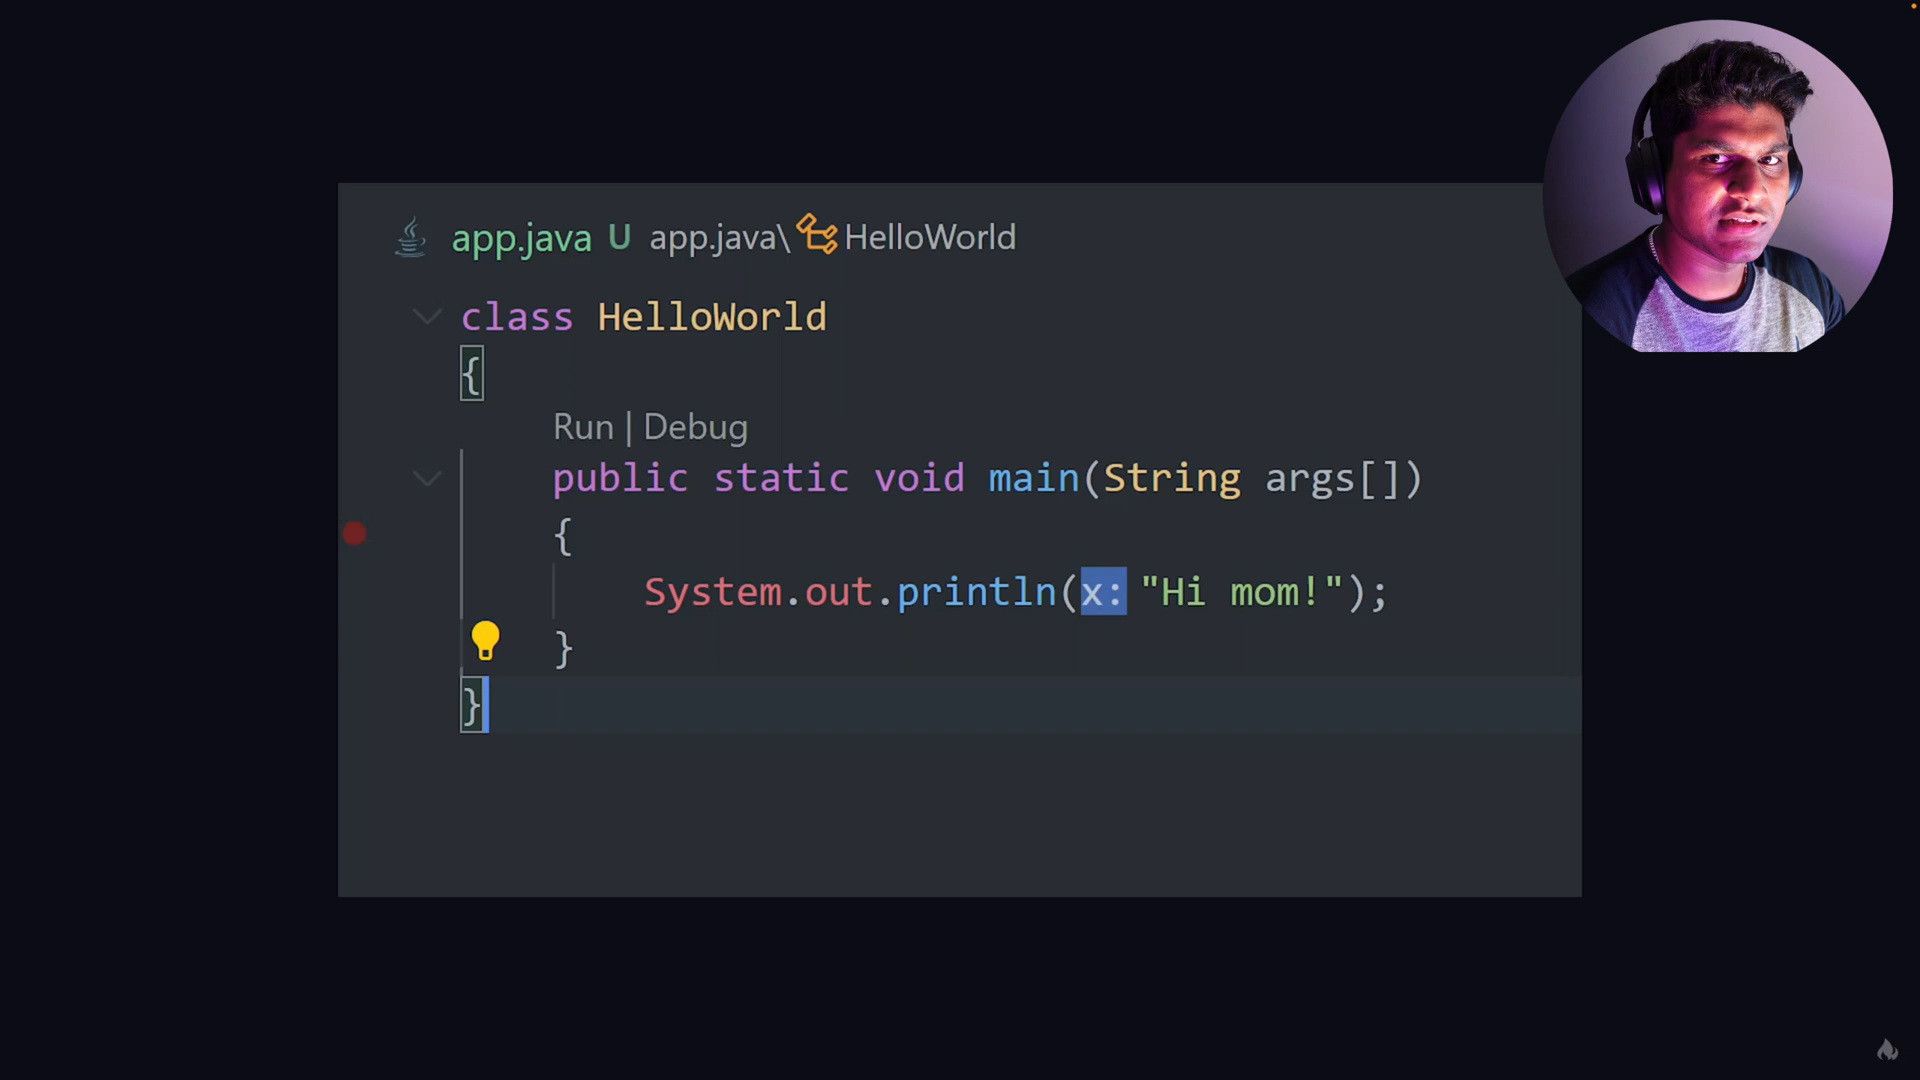 app.java U app.java\HelloWorld
class HelloWorld
{
Run | Debug
public static void main(String args[])
{
System.out.println(x: "Hi mom!");
}
}